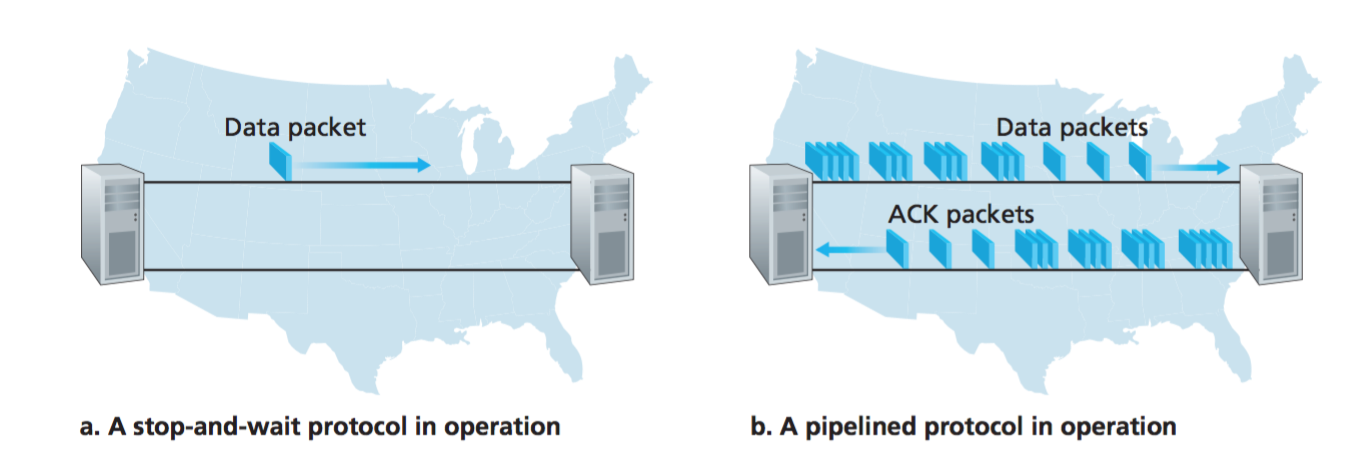 Data packet
a. A stop-and-wait protocol in operation
Data packets
ACK packets
b. A pipelined protocol in operation